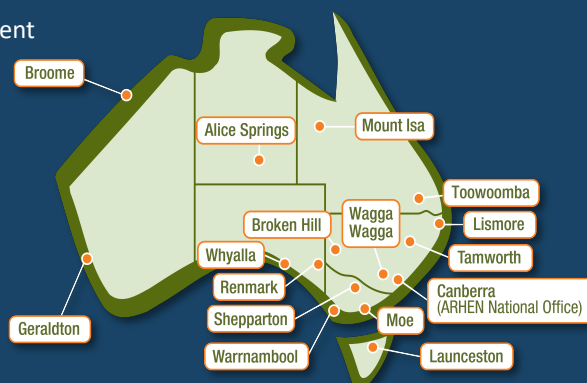 ent
Broome
Alice Springs
Mount Isa
Toowoomba
Broken Hill
Wagga
Wagga
Lismore
Whyalla
Tamworth
Renmark
Canberra
(ARHEN National Office)
Shepparton
Moe
Geraldton
Warrnambool
Launceston